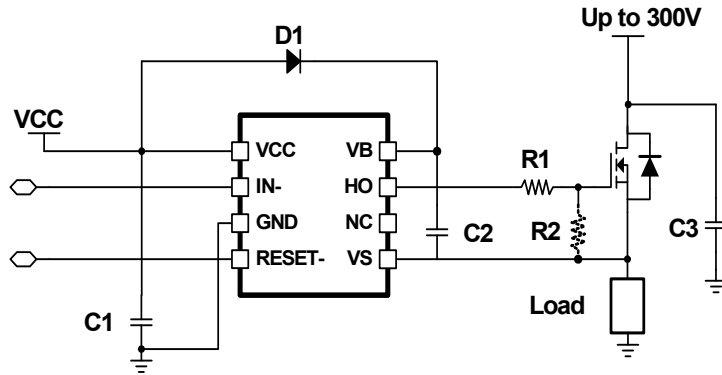 Up to 300V
D1
VCC
VCC VB
IN- HO
GND NC
RESET- VS
R1
R2
C2
C3
C1
Load